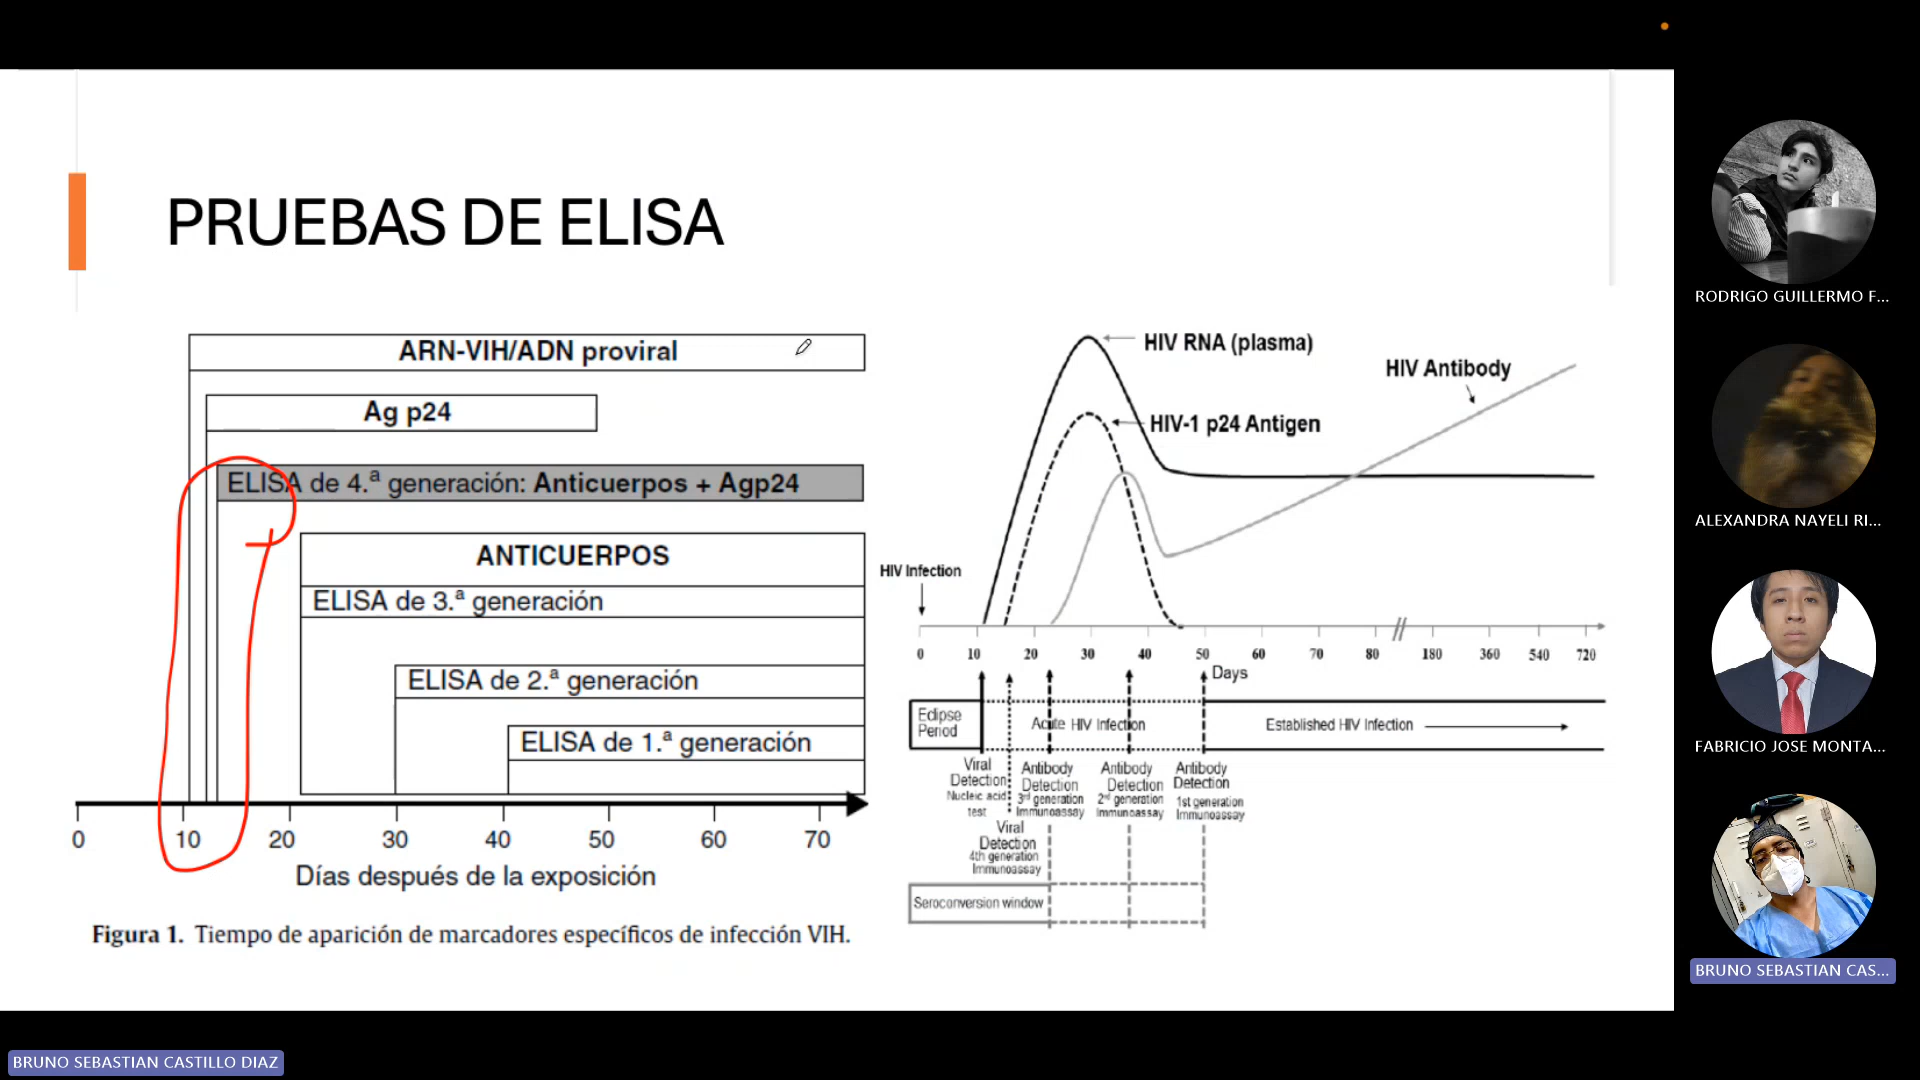 PRUEBAS DE ELISA
ARN-VIH/ADN proviral
Ag p24
ELISA de 4.ª generación: Anticuerpos + Agp24
ANTICUERPOS
ELISA de 3.ª generación
ELISA de 2.ª generación
ELISA de 1.ª generación
0 10 20 30 40 50 60 70
Días después de la exposición
Figura 1. Tiempo de aparición de marcadores específicos de infección VIH.
HIV RNA (plasma)
HIV Antibody
HIV-1 p24 Antigen
HIV Infection
0 10 20 30 40 50 60 70 80 180 360 540 720
Days
Eclipse
Period
Acute HIV Infection
Established HIV Infection
Viral
Detection
Nucleic acid
test
Viral
Detection
4th generation
Immunoassay
Antibody
Detection
3rd generation
Immunoassay
Antibody
Detection
2nd generation
Immunoassay
Antibody
Detection
1st generation
Immunoassay
Seroconversion window
RODRIGO GUILLERMO F...
ALEXANDRA NAYELI RI...
FABRICIO JOSE MONTA...
BRUNO SEBASTIAN CAS...
BRUNO SEBASTIAN CASTILLO DIAZ